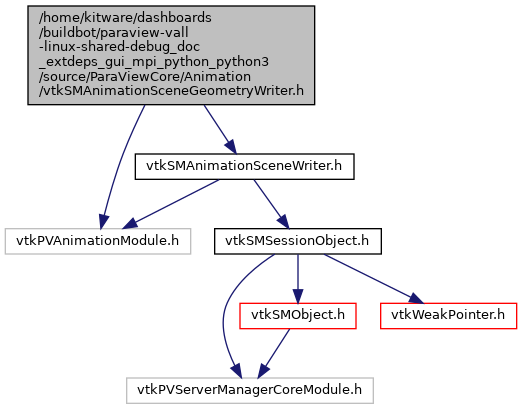 /home/kitware/dashboards
/buildbot/paraview-vall
-linux-shared-debug_doc
_extdeps_gui_mpi_python_python3
/source/ParaViewCore/Animation
/vtkSMAnimationSceneGeometryWriter.h
vtkSMAnimationSceneWriter.h
vtkPVAnimationModule.h
vtkSMSessionObject.h
vtkSMObject.h
vtkWeakPointer.h
vtkPVServerManagerCoreModule.h